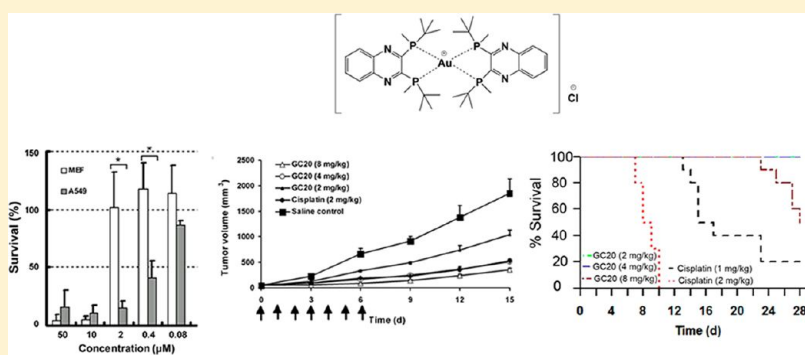 P
N
N
P
⊕
Au
P
N
N
P
⊖
Cl
Survival (%)
150
100
50
0
MEF
A549
*
*
50
10
2
0.4
0.08
Concentration (µM)
Tumor volume (mm³)
2500
2000
1500
1000
500
0
GC20 (8 mg/kg)
GC20 (4 mg/kg)
GC20 (2 mg/kg)
Cisplatin (2 mg/kg)
Saline control
0
3
6
9
12
15
Time (d)
% Survival
100
80
60
40
20
0
GC20 (2 mg/kg)
GC20 (4 mg/kg)
GC20 (8 mg/kg)
Cisplatin (1 mg/kg)
Cisplatin (2 mg/kg)
0
4
8
12
16
20
24
28
Time (d)